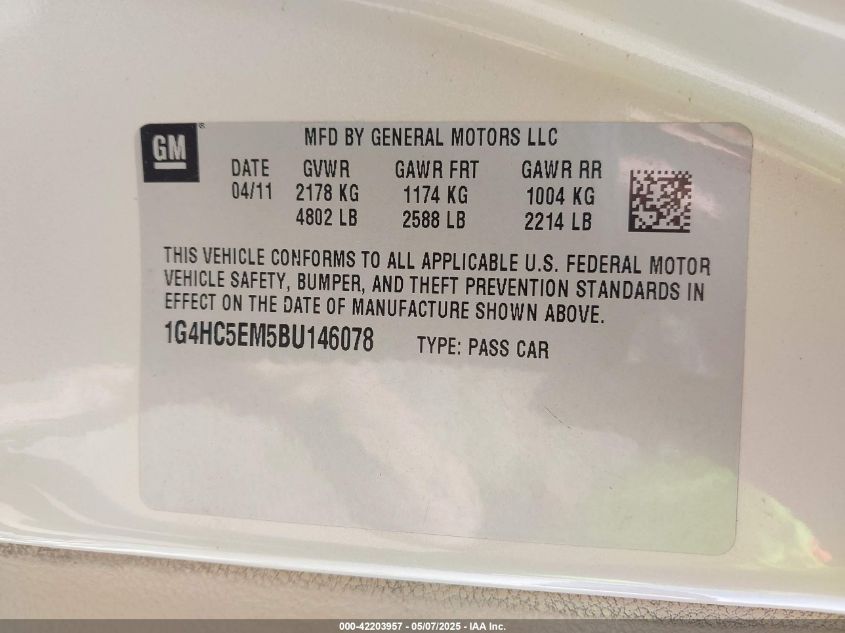 GM
MFD BY GENERAL MOTORS LLC
DATE GVWR GAWR FRT GAWR RR
04/11 2178 KG 1174 KG 1004 KG
4802 LB 2588 LB 2214 LB
THIS VEHICLE CONFORMS TO ALL APPLICABLE U.S. FEDERAL MOTOR
VEHICLE SAFETY, BUMPER, AND THEFT PREVENTION STANDARDS IN
EFFECT ON THE DATE OF MANUFACTURE SHOWN ABOVE.
1G4HC5EM5BU146078 TYPE: PASS CAR
000-42203957 - 05/07/2025 - IAA Inc.